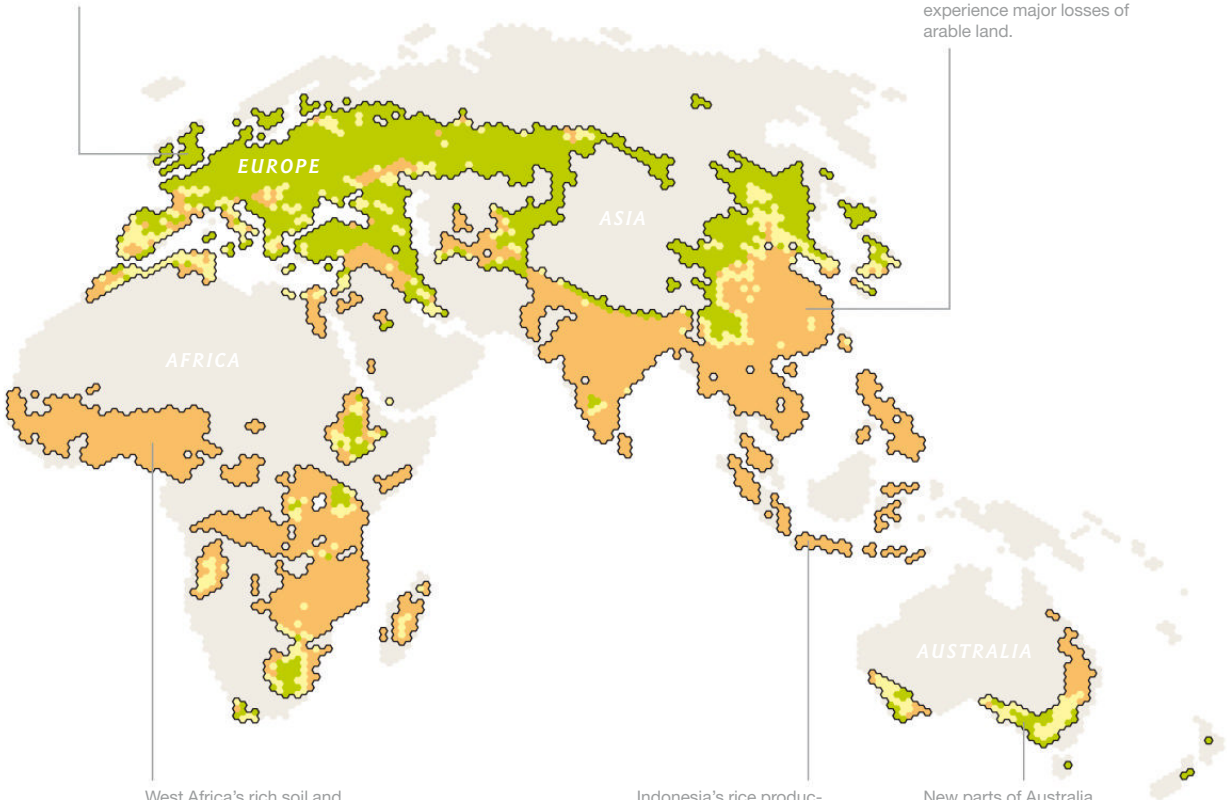 experience major losses of
arable land.
EUROPE
ASIA
AFRICA
AUSTRALIA
West Africa's rich soil and
Indonesia's rice produc-
New parts of Australia